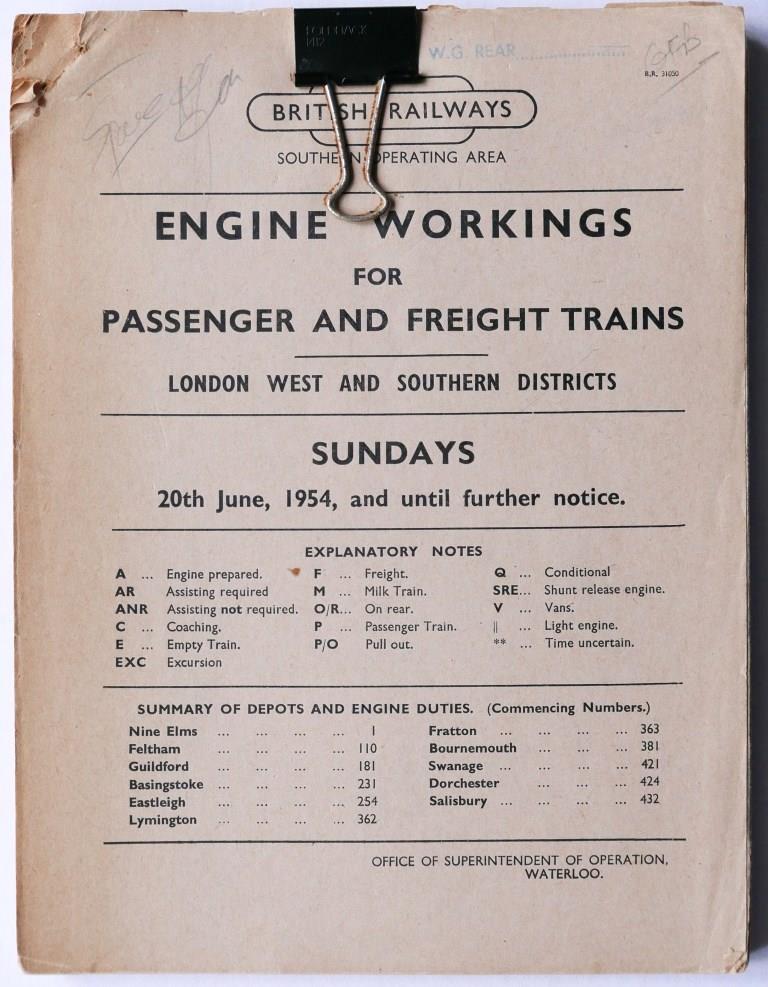 FOLDBACK
1412
W.G. REAR
B.R. 31050
BRITISH RAILWAYS
SOUTHERN OPERATING AREA
ENGINE WORKINGS
FOR
PASSENGER AND FREIGHT TRAINS
LONDON WEST AND SOUTHERN DISTRICTS
SUNDAYS
20th June, 1954, and until further notice.
EXPLANATORY NOTES
A ... Engine prepared.
AR Assisting required
ANR Assisting not required.
C ... Coaching.
E ... Empty Train.
EXC Excursion
F ... Freight.
M ... Milk Train.
O/R... On rear.
P ... Passenger Train.
P/O Pull out.
Q ... Conditional
SRE... Shunt release engine.
V ... Vans.
|| ... Light engine.
** ... Time uncertain.
SUMMARY OF DEPOTS AND ENGINE DUTIES. (Commencing Numbers.)
Nine Elms ... ... ... ... 1
Feltham ... ... ... ... 110
Guildford ... ... ... ... 181
Basingstoke ... ... ... ... 231
Eastleigh ... ... ... ... 254
Lymington ... ... ... ... 362
Fratton ... ... ... ... 363
Bournemouth ... ... ... 381
Swanage ... ... ... ... 421
Dorchester ... ... ... 424
Salisbury ... ... ... ... 432
OFFICE OF SUPERINTENDENT OF OPERATION,
WATERLOO.